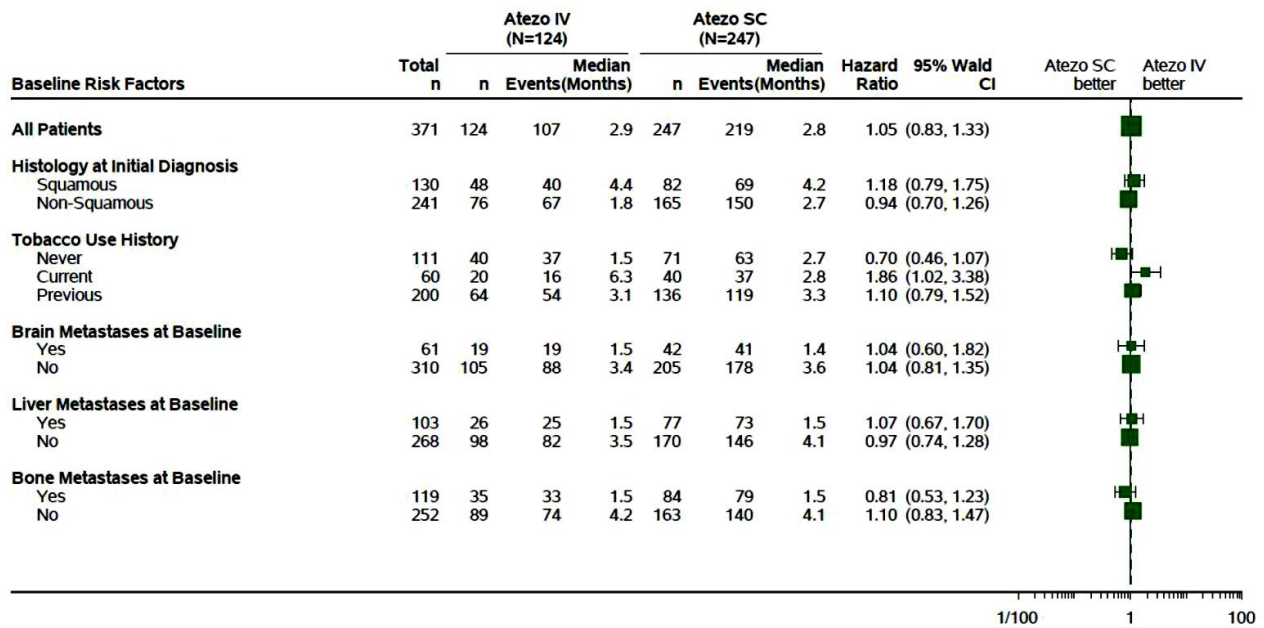 Atezo IV Atezo SC
(N=124) (N=247)
Total Median Median Hazard 95% Wald Atezo SC Atezo IV
Baseline Risk Factors n n Events(Months) n Events(Months) Ratio CI better better
All Patients 371 124 107 2.9 247 219 2.8 1.05 (0.83, 1.33)
Histology at Initial Diagnosis
Squamous 130 48 40 4.4 82 69 4.2 1.18 (0.79, 1.75)
Non-Squamous 241 76 67 1.8 165 150 2.7 0.94 (0.70, 1.26)
Tobacco Use History
Never 111 40 37 1.5 71 63 2.7 0.70 (0.46, 1.07)
Current 60 20 16 6.3 40 37 2.8 1.86 (1.02, 3.38)
Previous 200 64 54 3.1 136 119 3.3 1.10 (0.79, 1.52)
Brain Metastases at Baseline
Yes 61 19 19 1.5 42 41 1.4 1.04 (0.60, 1.82)
No 310 105 88 3.4 205 178 3.6 1.04 (0.81, 1.35)
Liver Metastases at Baseline
Yes 103 26 25 1.5 77 73 1.5 1.07 (0.67, 1.70)
No 268 98 82 3.5 170 146 4.1 0.97 (0.74, 1.28)
Bone Metastases at Baseline
Yes 119 35 33 1.5 84 79 1.5 0.81 (0.53, 1.23)
No 252 89 74 4.2 163 140 4.1 1.10 (0.83, 1.47)
1/100 1 100